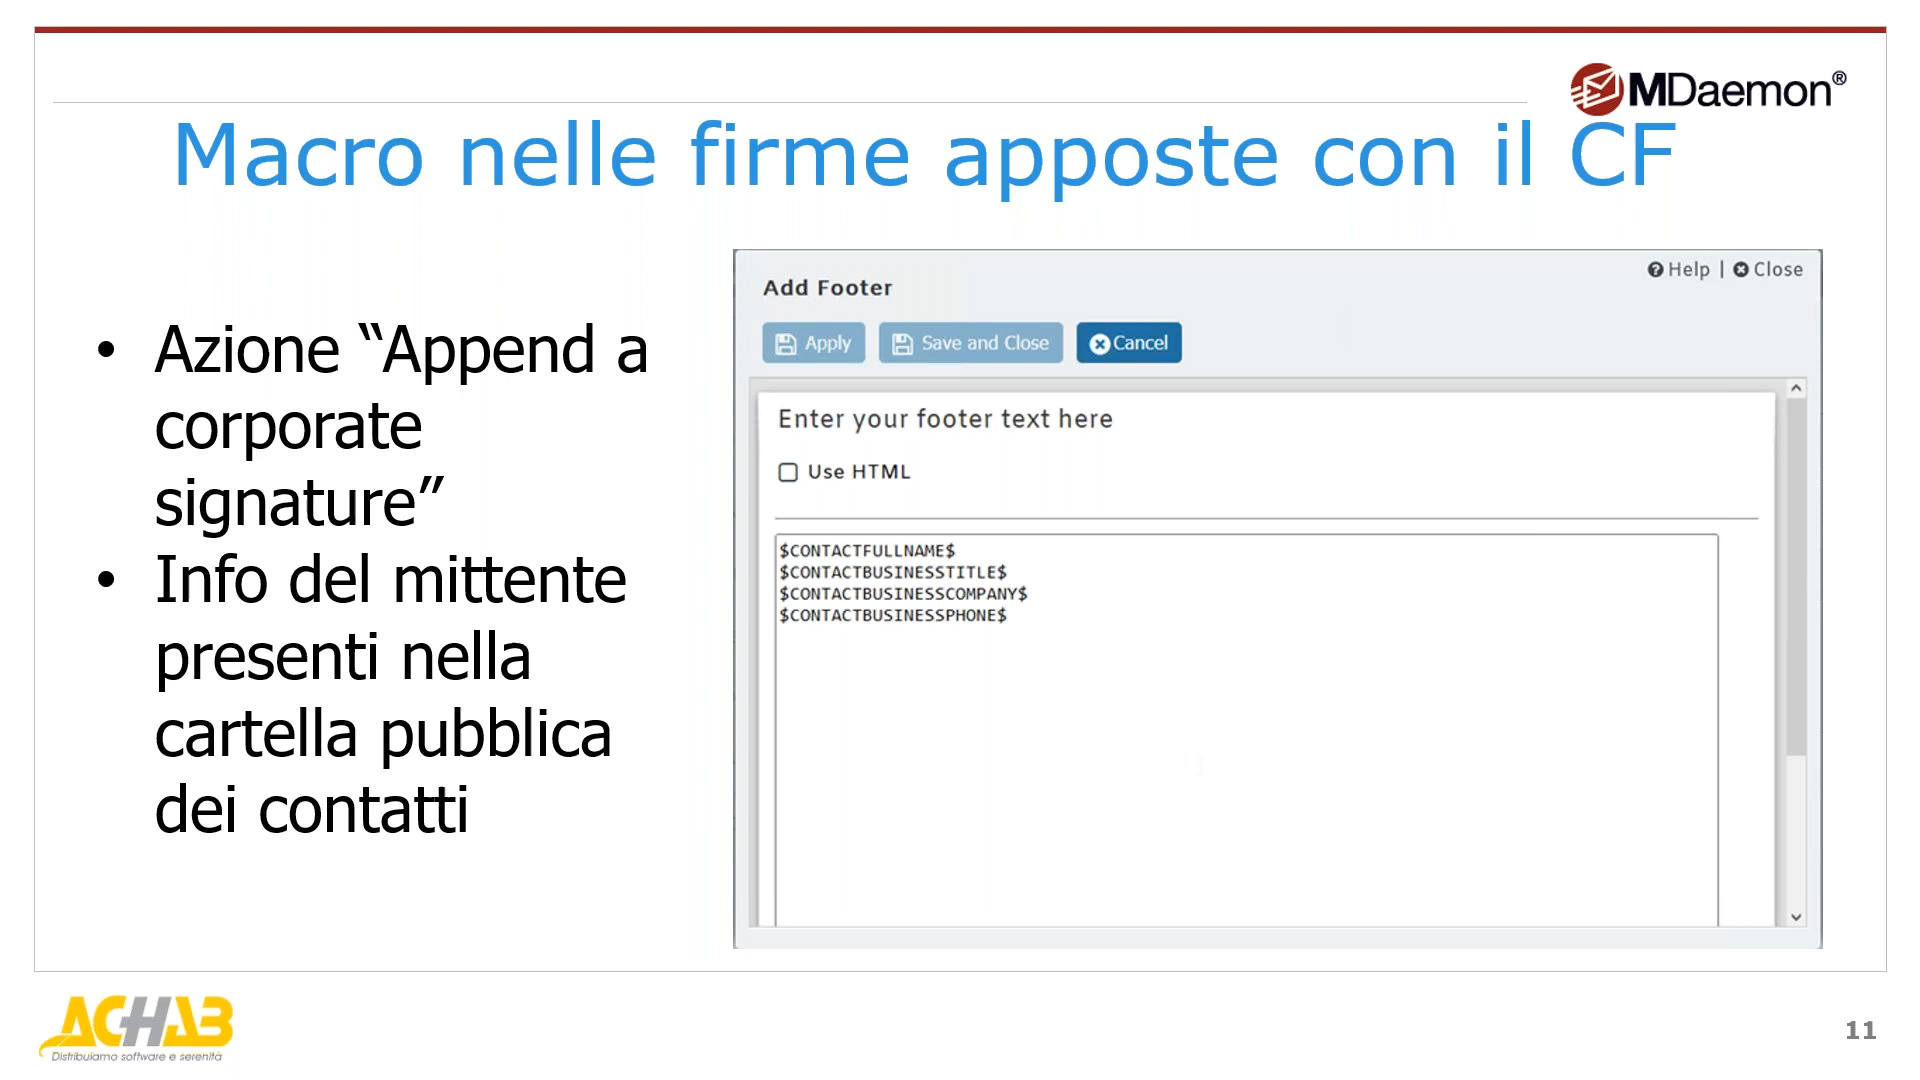 MDaemon®
Macro nelle firme apposte con il CF
• Azione “Append a
corporate
signature”
• Info del mittente
presenti nella
cartella pubblica
dei contatti
Help | Close
Add Footer
Apply Save and Close Cancel
Enter your footer text here
Use HTML
$CONTACTFULLNAME$
$CONTACTBUSINESSTITLE$
$CONTACTBUSINESSCOMPANY$
$CONTACTBUSINESSPHONE$
ACHAB
Distribuiamo software e serenità
11